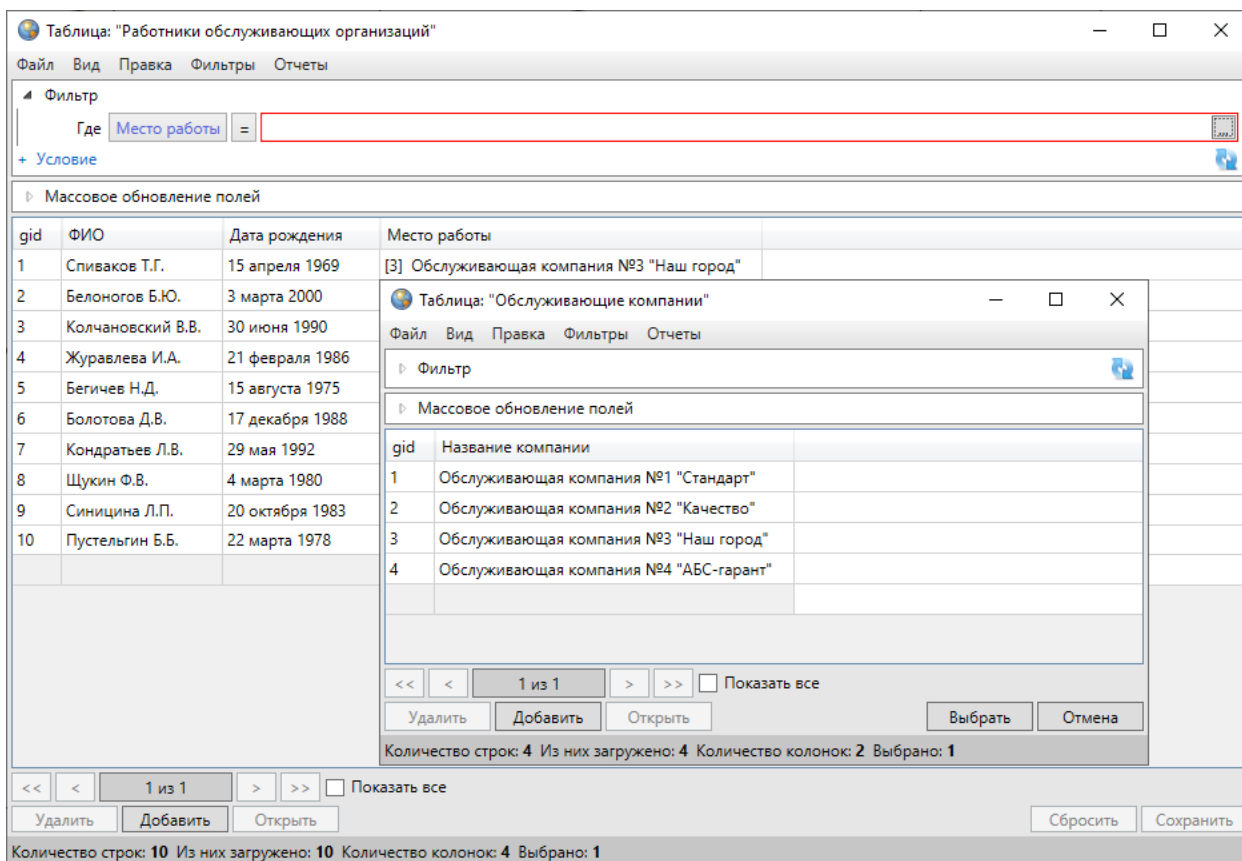 Таблица: "Работники обслуживающих организаций"
Файл Вид Правка Фильтры Отчеты
Фильтр
Где Место работы = ...
+ Условие
Массовое обновление полей
gid ФИО Дата рождения Место работы
1 Спиваков Т.Г. 15 апреля 1969 [3] Обслуживающая компания №3 "Наш город"
2 Белоногов Б.Ю. 3 марта 2000
3 Колчановский В.В. 30 июня 1990
4 Журавлева И.А. 21 февраля 1986
5 Бегичев Н.Д. 15 августа 1975
6 Болотова Д.В. 17 декабря 1988
7 Кондратьев Л.В. 29 мая 1992
8 Щукин Ф.В. 4 марта 1980
9 Синицина Л.П. 20 октября 1983
10 Пустельгин Б.Б. 22 марта 1978
Таблица: "Обслуживающие компании"
Файл Вид Правка Фильтры Отчеты
Фильтр
Массовое обновление полей
gid Название компании
1 Обслуживающая компания №1 "Стандарт"
2 Обслуживающая компания №2 "Качество"
3 Обслуживающая компания №3 "Наш город"
4 Обслуживающая компания №4 "АБС-гарант"
<< < 1 из 1 > >> Показать все
Удалить Добавить Открыть Выбрать Отмена
Количество строк: 4 Из них загружено: 4 Количество колонок: 2 Выбрано: 1
<< < 1 из 1 > >> Показать все
Удалить Добавить Открыть Сбросить Сохранить
Количество строк: 10 Из них загружено: 10 Количество колонок: 4 Выбрано: 1